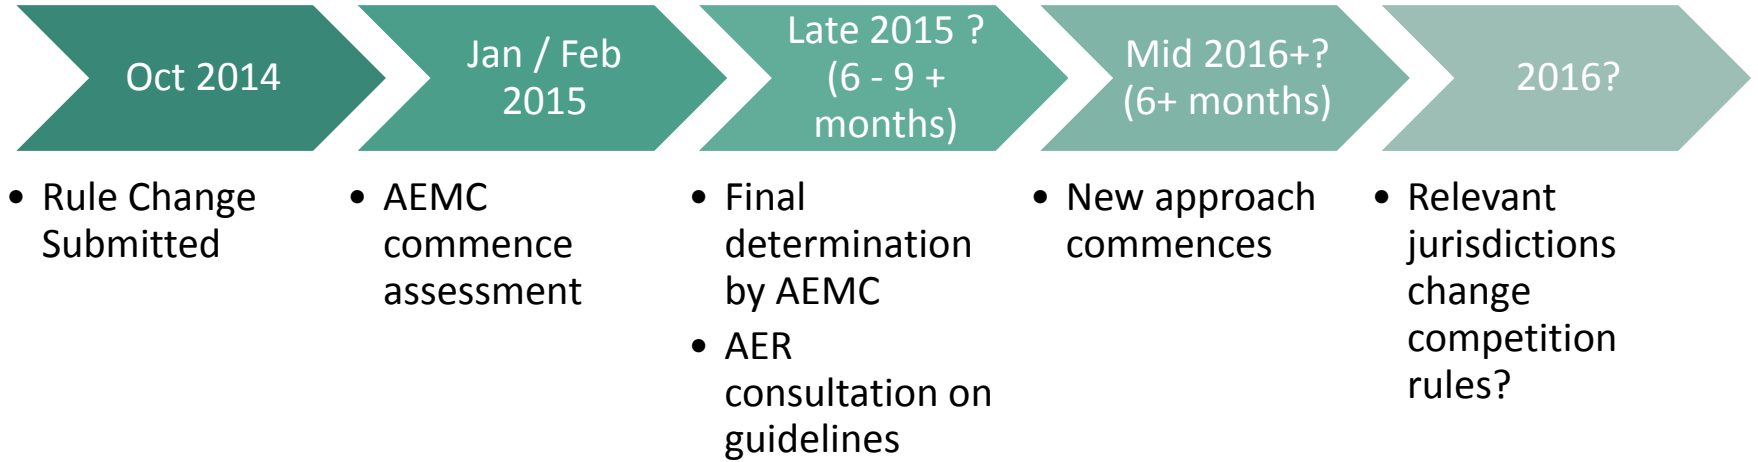 Oct 2014
• Rule Change
Submitted
Jan / Feb
2015
• AEMC
commence
assessment
Late 2015 ?
(6 - 9 +
months)
• Final
determination
by AEMC
• AER
consultation on
guidelines
Mid 2016+?
(6+ months)
• New approach
commences
2016?
• Relevant
jurisdictions
change
competition
rules?